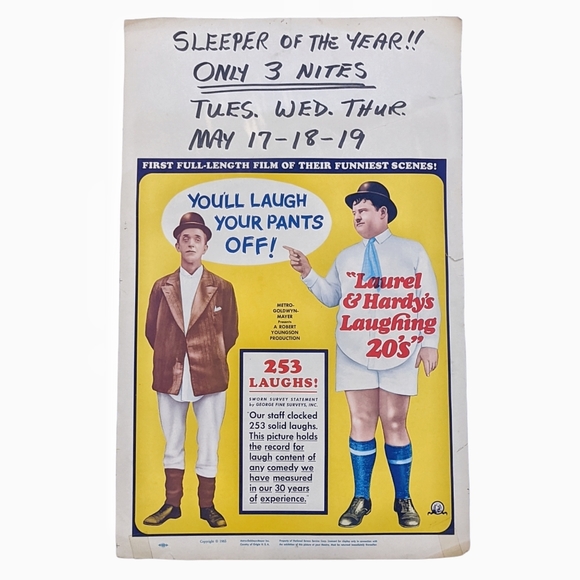 SLEEPER OF THE YEAR!!
ONLY 3 NITES
TUES. WED. THUR.
MAY 17-18-19
FIRST FULL-LENGTH FILM OF THEIR FUNNIEST SCENES!
YOU'LL LAUGH
YOUR PANTS
OFF!
"Laurel
& Hardy's
Laughing
20's"
METRO-
GOLDWYN-
MAYER
Presents
A ROBERT
YOUNGSON
PRODUCTION
253
LAUGHS!
SWORN SURVEY STATEMENT
by GEORGE FINE SURVEYS, INC.
"Our staff clocked
253 solid laughs.
This picture holds
the record for
laugh content of
any comedy we
have measured
in our 30 years
of experience."